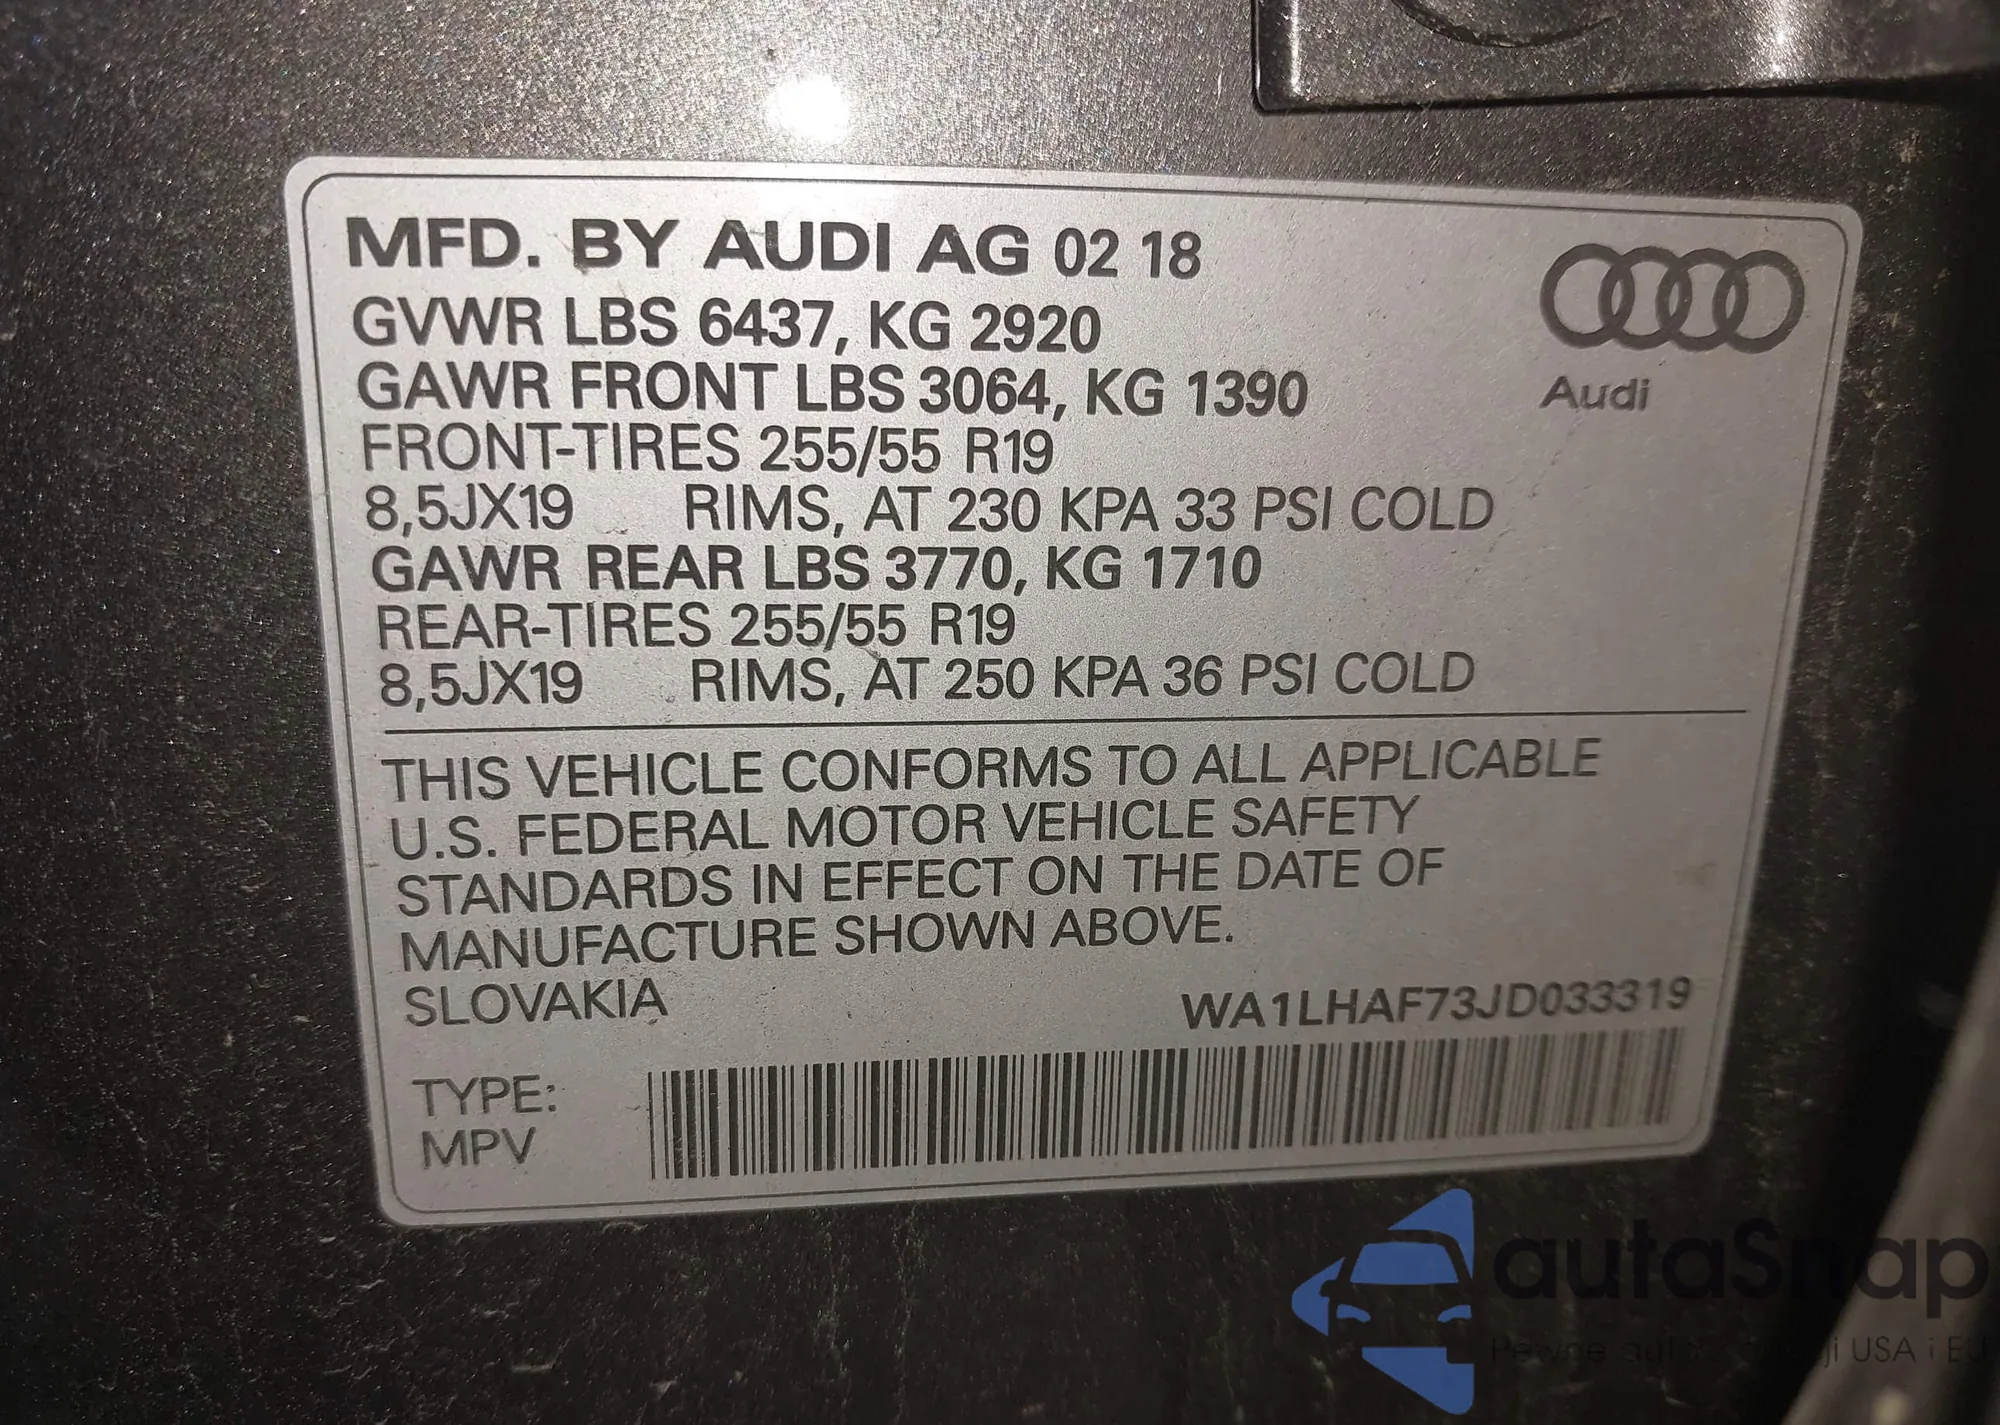 MFD. BY AUDI AG 02 18
GVWR LBS 6437, KG 2920
GAWR FRONT LBS 3064, KG 1390
FRONT-TIRES 255/55 R19
8,5JX19 RIMS, AT 230 KPA 33 PSI COLD
GAWR REAR LBS 3770, KG 1710
REAR-TIRES 255/55 R19
8,5JX19 RIMS, AT 250 KPA 36 PSI COLD
Audi
THIS VEHICLE CONFORMS TO ALL APPLICABLE
U.S. FEDERAL MOTOR VEHICLE SAFETY
STANDARDS IN EFFECT ON THE DATE OF
MANUFACTURE SHOWN ABOVE.
SLOVAKIA WA1LHAF73JD033319
TYPE:
MPV
autaSnap
Pewne auta USA i